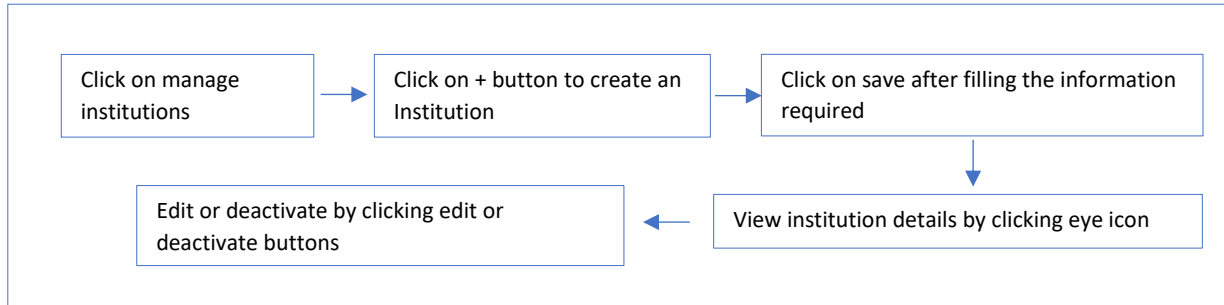 Click on manage
institutions
Click on + button to create an
Institution
Click on save after filling the information
required
View institution details by clicking eye icon
Edit or deactivate by clicking edit or
deactivate buttons